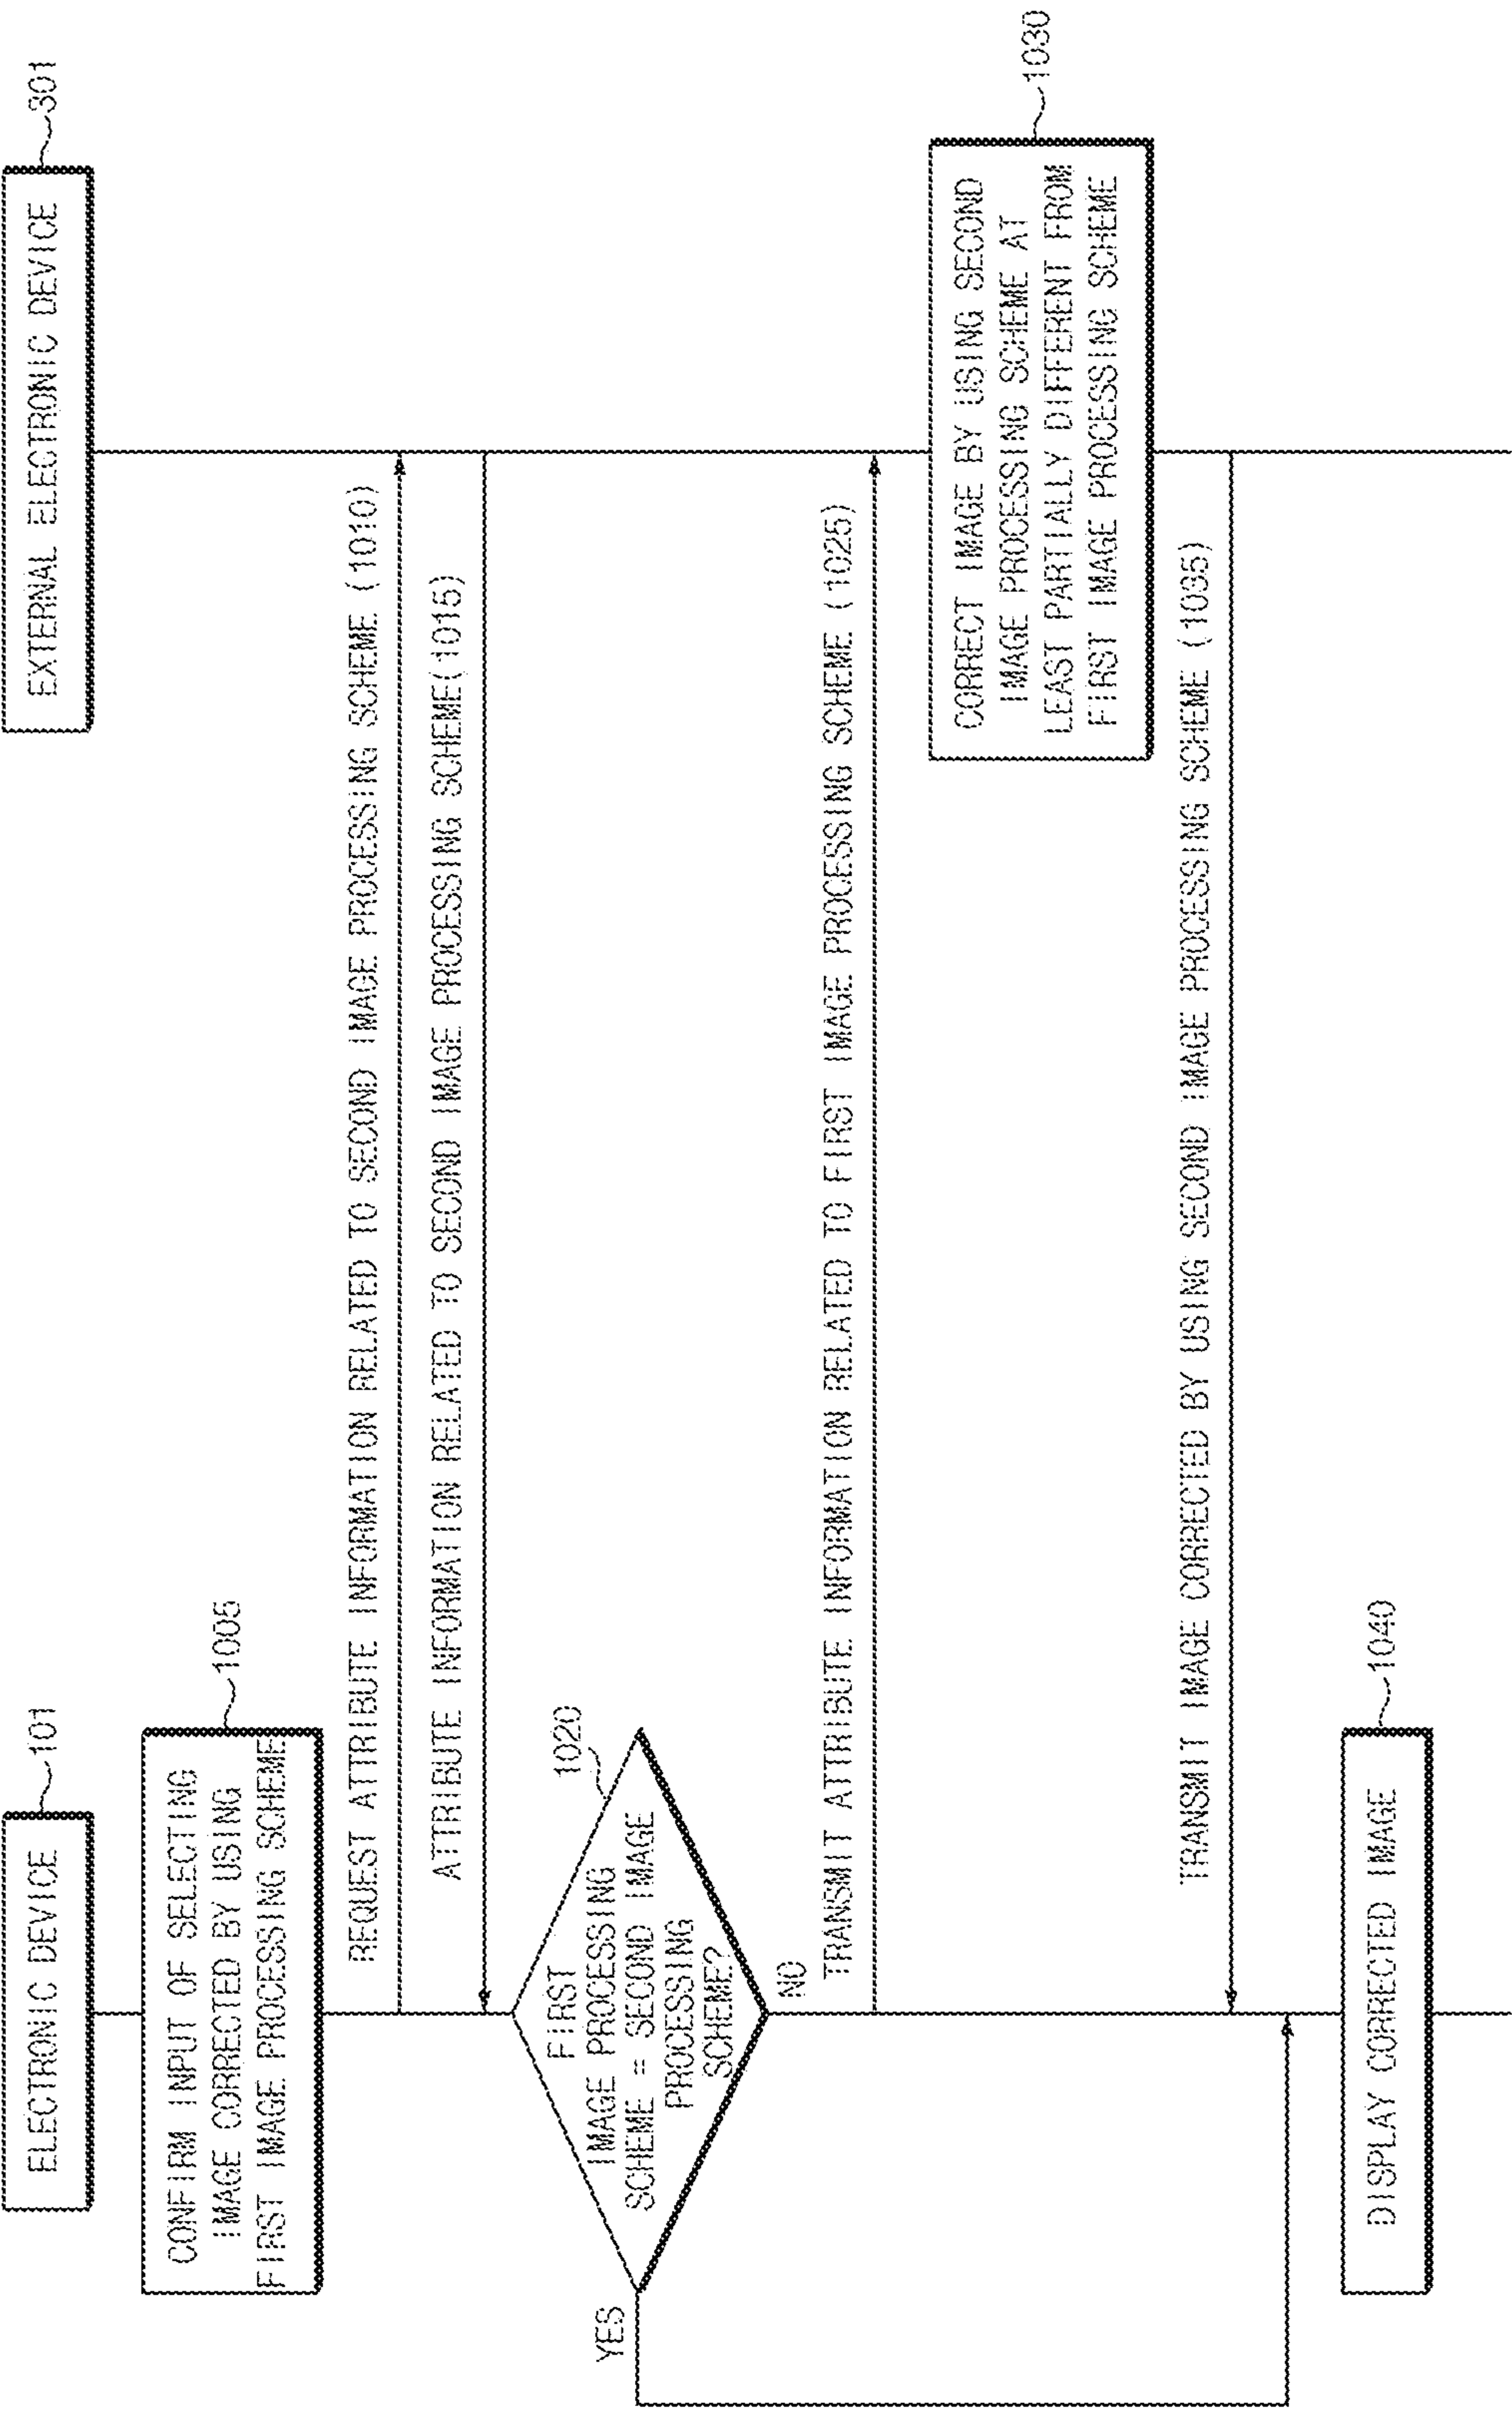 ELECTRONIC DEVICE
101
EXTERNAL ELECTRONIC DEVICE
301
CONFIRM INPUT OF SELECTING
IMAGE CORRECTED BY USING
FIRST IMAGE PROCESSING SCHEME
1005
REQUEST ATTRIBUTE INFORMATION RELATED TO SECOND IMAGE PROCESSING SCHEME (1010)
ATTRIBUTE INFORMATION RELATED TO SECOND IMAGE PROCESSING SCHEME(1015)
1020
FIRST
IMAGE PROCESSING
SCHEME = SECOND IMAGE
PROCESSING
SCHEME?
YES
NO
TRANSMIT ATTRIBUTE INFORMATION RELATED TO FIRST IMAGE PROCESSING SCHEME (1025)
CORRECT IMAGE BY USING SECOND
IMAGE PROCESSING SCHEME AT
LEAST PARTIALLY DIFFERENT FROM
FIRST IMAGE PROCESSING SCHEME
1030
TRANSMIT IMAGE CORRECTED BY USING SECOND IMAGE PROCESSING SCHEME (1035)
DISPLAY CORRECTED IMAGE
1040